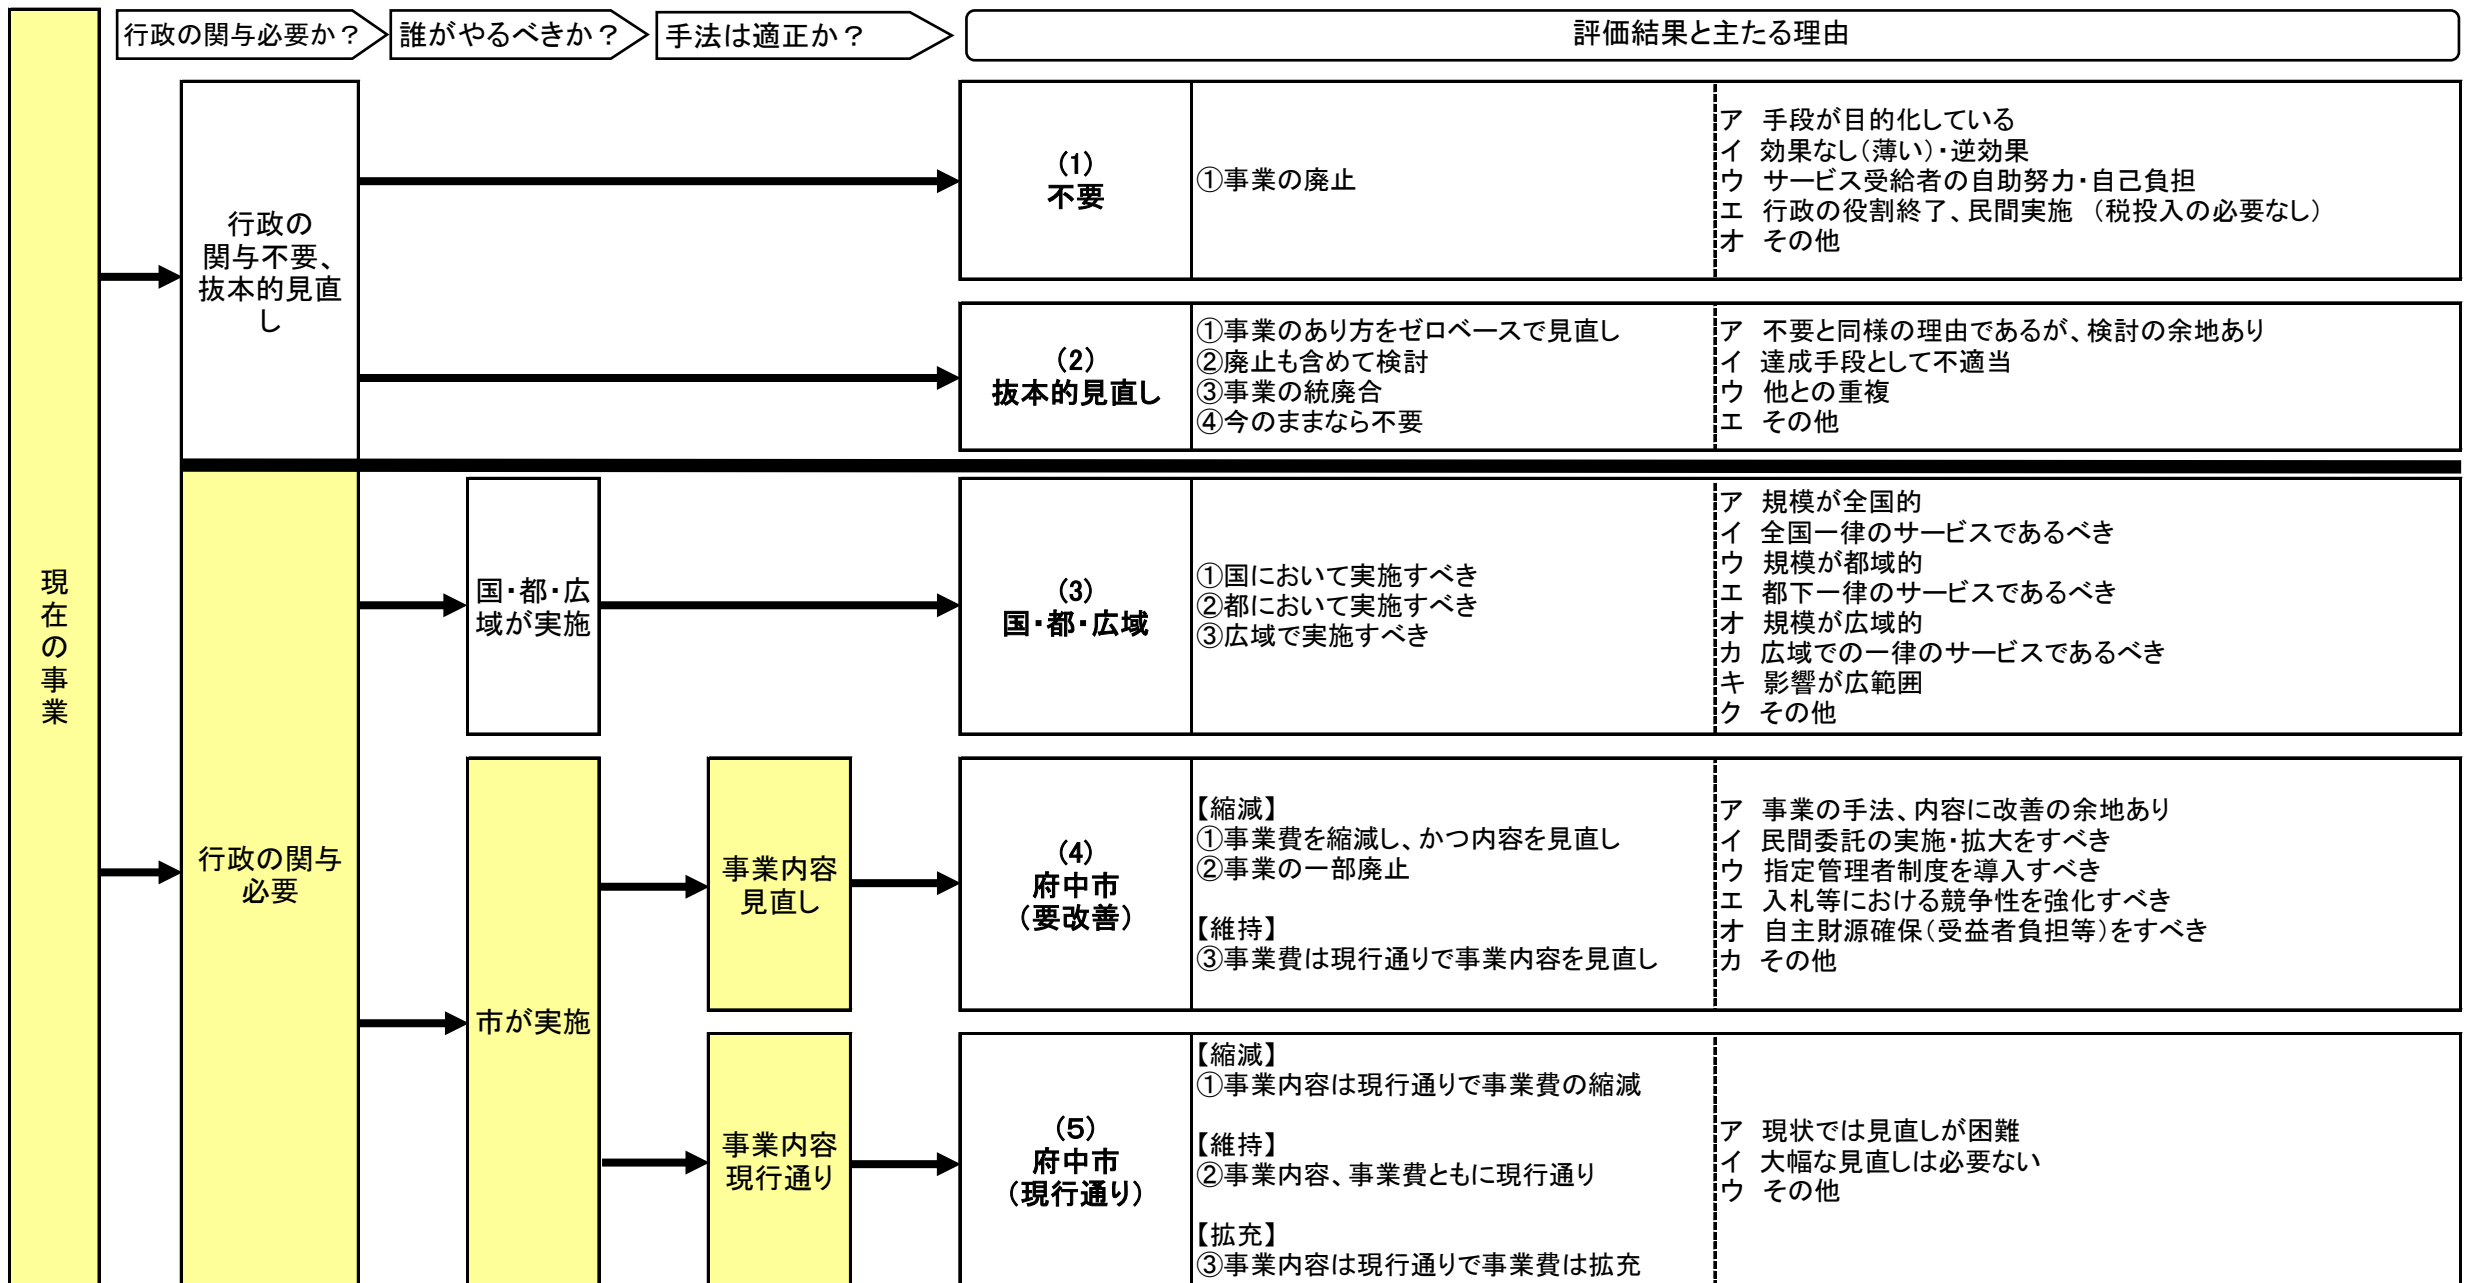 行政の関与必要か？
誰がやるべきか？
手法は適正か？
評価結果と主たる理由
現在の事業
行政の
関与不要、
抜本的見直
し
(1)
不要
①事業の廃止
ア 手段が目的化している
イ 効果なし(薄い)・逆効果
ウ サービス受給者の自助努力・自己負担
エ 行政の役割終了、民間実施 (税投入の必要なし)
オ その他
(2)
抜本的見直し
①事業のあり方をゼロベースで見直し
②廃止も含めて検討
③事業の統廃合
④今のままなら不要
ア 不要と同様の理由であるが、検討の余地あり
イ 達成手段として不適当
ウ 他との重複
エ その他
行政の関与
必要
国・都・広
域が実施
(3)
国・都・広域
①国において実施すべき
②都において実施すべき
③広域で実施すべき
ア 規模が全国的
イ 全国一律のサービスであるべき
ウ 規模が都域的
エ 都下一律のサービスであるべき
オ 規模が広域的
カ 広域での一律のサービスであるべき
キ 影響が広範囲
ク その他
市が実施
事業内容
見直し
(4)
府中市
(要改善)
【縮減】
①事業費を縮減し、かつ内容を見直し
②事業の一部廃止
【維持】
③事業費は現行通りで事業内容を見直し
ア 事業の手法、内容に改善の余地あり
イ 民間委託の実施・拡大をすべき
ウ 指定管理者制度を導入すべき
エ 入札等における競争性を強化すべき
オ 自主財源確保(受益者負担等)をすべき
カ その他
事業内容
現行通り
(5)
府中市
(現行通り)
【縮減】
①事業内容は現行通りで事業費の縮減
【維持】
②事業内容、事業費ともに現行通り
【拡充】
③事業内容は現行通りで事業費は拡充
ア 現状では見直しが困難
イ 大幅な見直しは必要ない
ウ その他